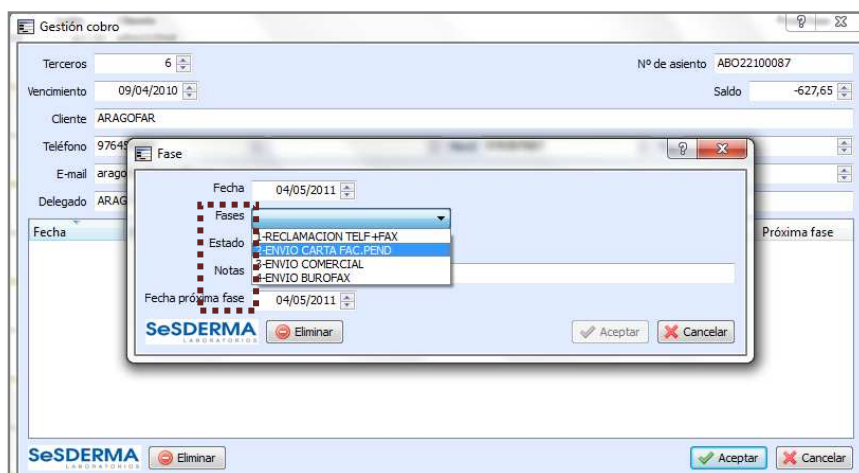 Gestión cobro
Terceros 6 Nº de asiento ABO22100087
Vencimiento 09/04/2010 Saldo -627,65
Cliente ARAGOFAR
Teléfono 9764
E-mail arago
Delegado ARAG
Fecha Próxima fase
Fase
Fecha 04/05/2011
Fases
1-RECLAMACION TELF+FAX
2-ENVIO CARTA FAC.PEND
3-ENVIO COMERCIAL
4-ENVIO BUROFAX
Estado
Notas
Fecha próxima fase 04/05/2011
SeSDERMA
LABORATORIOS
Eliminar Aceptar Cancelar
SeSDERMA
LABORATORIOS
Eliminar Aceptar Cancelar